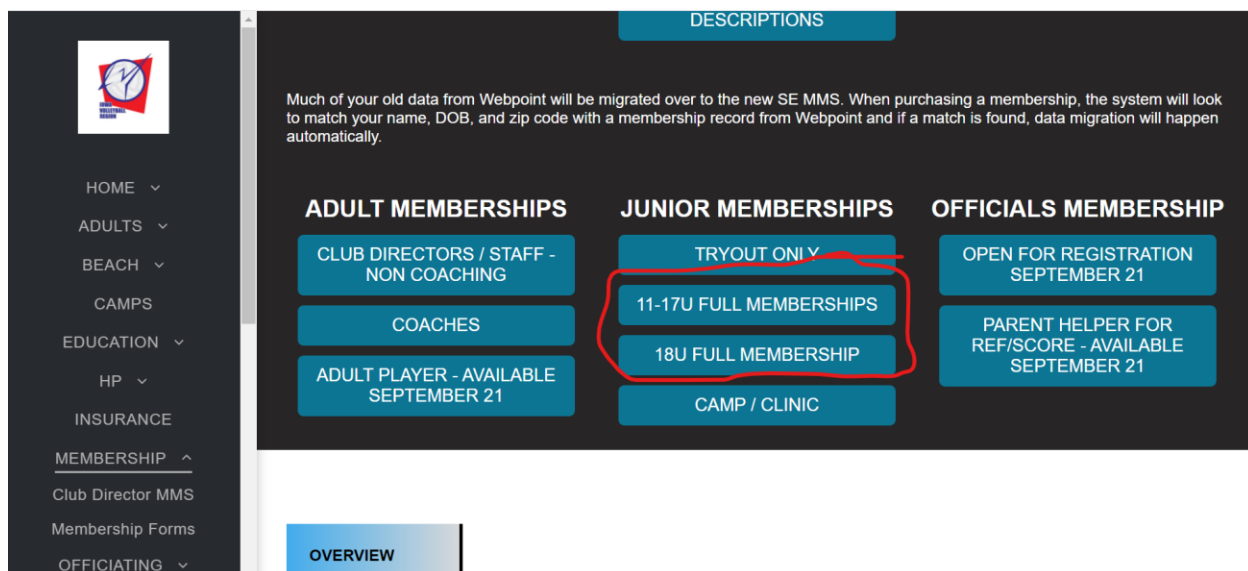 IOWA
VOLLEYBALL
REGION
HOME
ADULTS
BEACH
CAMPS
EDUCATION
HP
INSURANCE
MEMBERSHIP
Club Director MMS
Membership Forms
OFFICIATING
DESCRIPTIONS
Much of your old data from Webpoint will be migrated over to the new SE MMS. When purchasing a membership, the system will look
to match your name, DOB, and zip code with a membership record from Webpoint and if a match is found, data migration will happen
automatically.
ADULT MEMBERSHIPS
CLUB DIRECTORS / STAFF -
NON COACHING
COACHES
ADULT PLAYER - AVAILABLE
SEPTEMBER 21
JUNIOR MEMBERSHIPS
TRYOUT ONLY
11-17U FULL MEMBERSHIPS
18U FULL MEMBERSHIP
CAMP / CLINIC
OFFICIALS MEMBERSHIP
OPEN FOR REGISTRATION
SEPTEMBER 21
PARENT HELPER FOR
REF/SCORE - AVAILABLE
SEPTEMBER 21
OVERVIEW